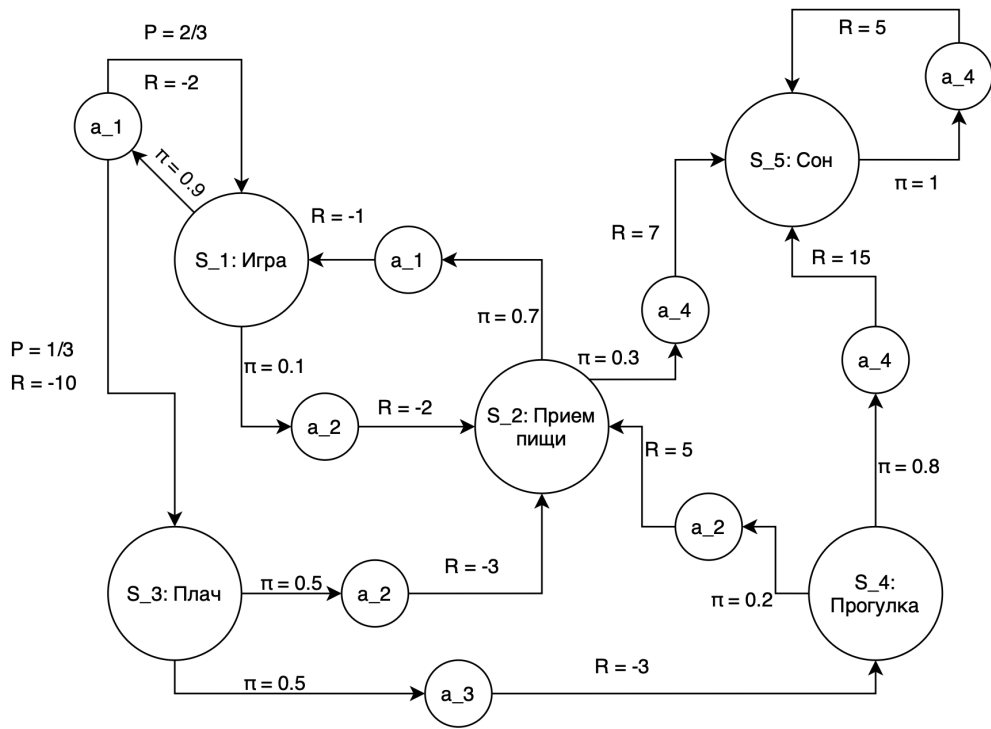 P = 2/3
R = 5
R = -2
a_4
a_1
S_5: Сон
π = 0.9
π = 1
R = -1
R = 7
S_1: Игра
a_1
R = 15
a_4
π = 0.7
P = 1/3
π = 0.1
π = 0.3
a_4
R = -10
R = -2
S_2: Прием
пищи
a_2
R = 5
π = 0.8
a_2
R = -3
S_3: Плач
π = 0.5
a_2
π = 0.2
S_4:
Прогулка
R = -3
π = 0.5
a_3